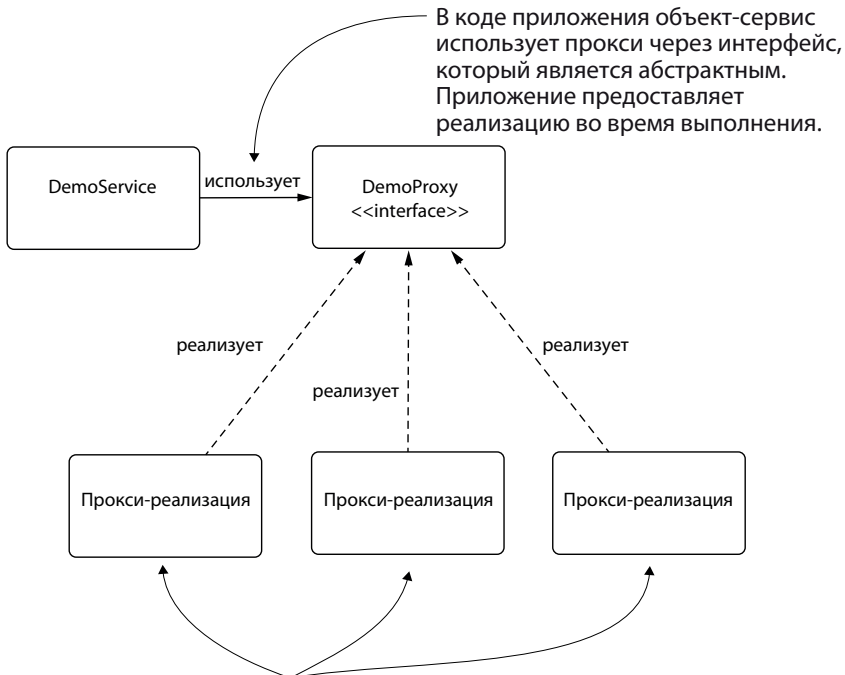 В коде приложения объект-сервис
использует прокси через интерфейс,
который является абстрактным.
Приложение предоставляет
реализацию во время выполнения.
DemoService
использует
DemoProxy
<<interface>>
реализует
реализует
реализует
Прокси-реализация
Прокси-реализация
Прокси-реализация